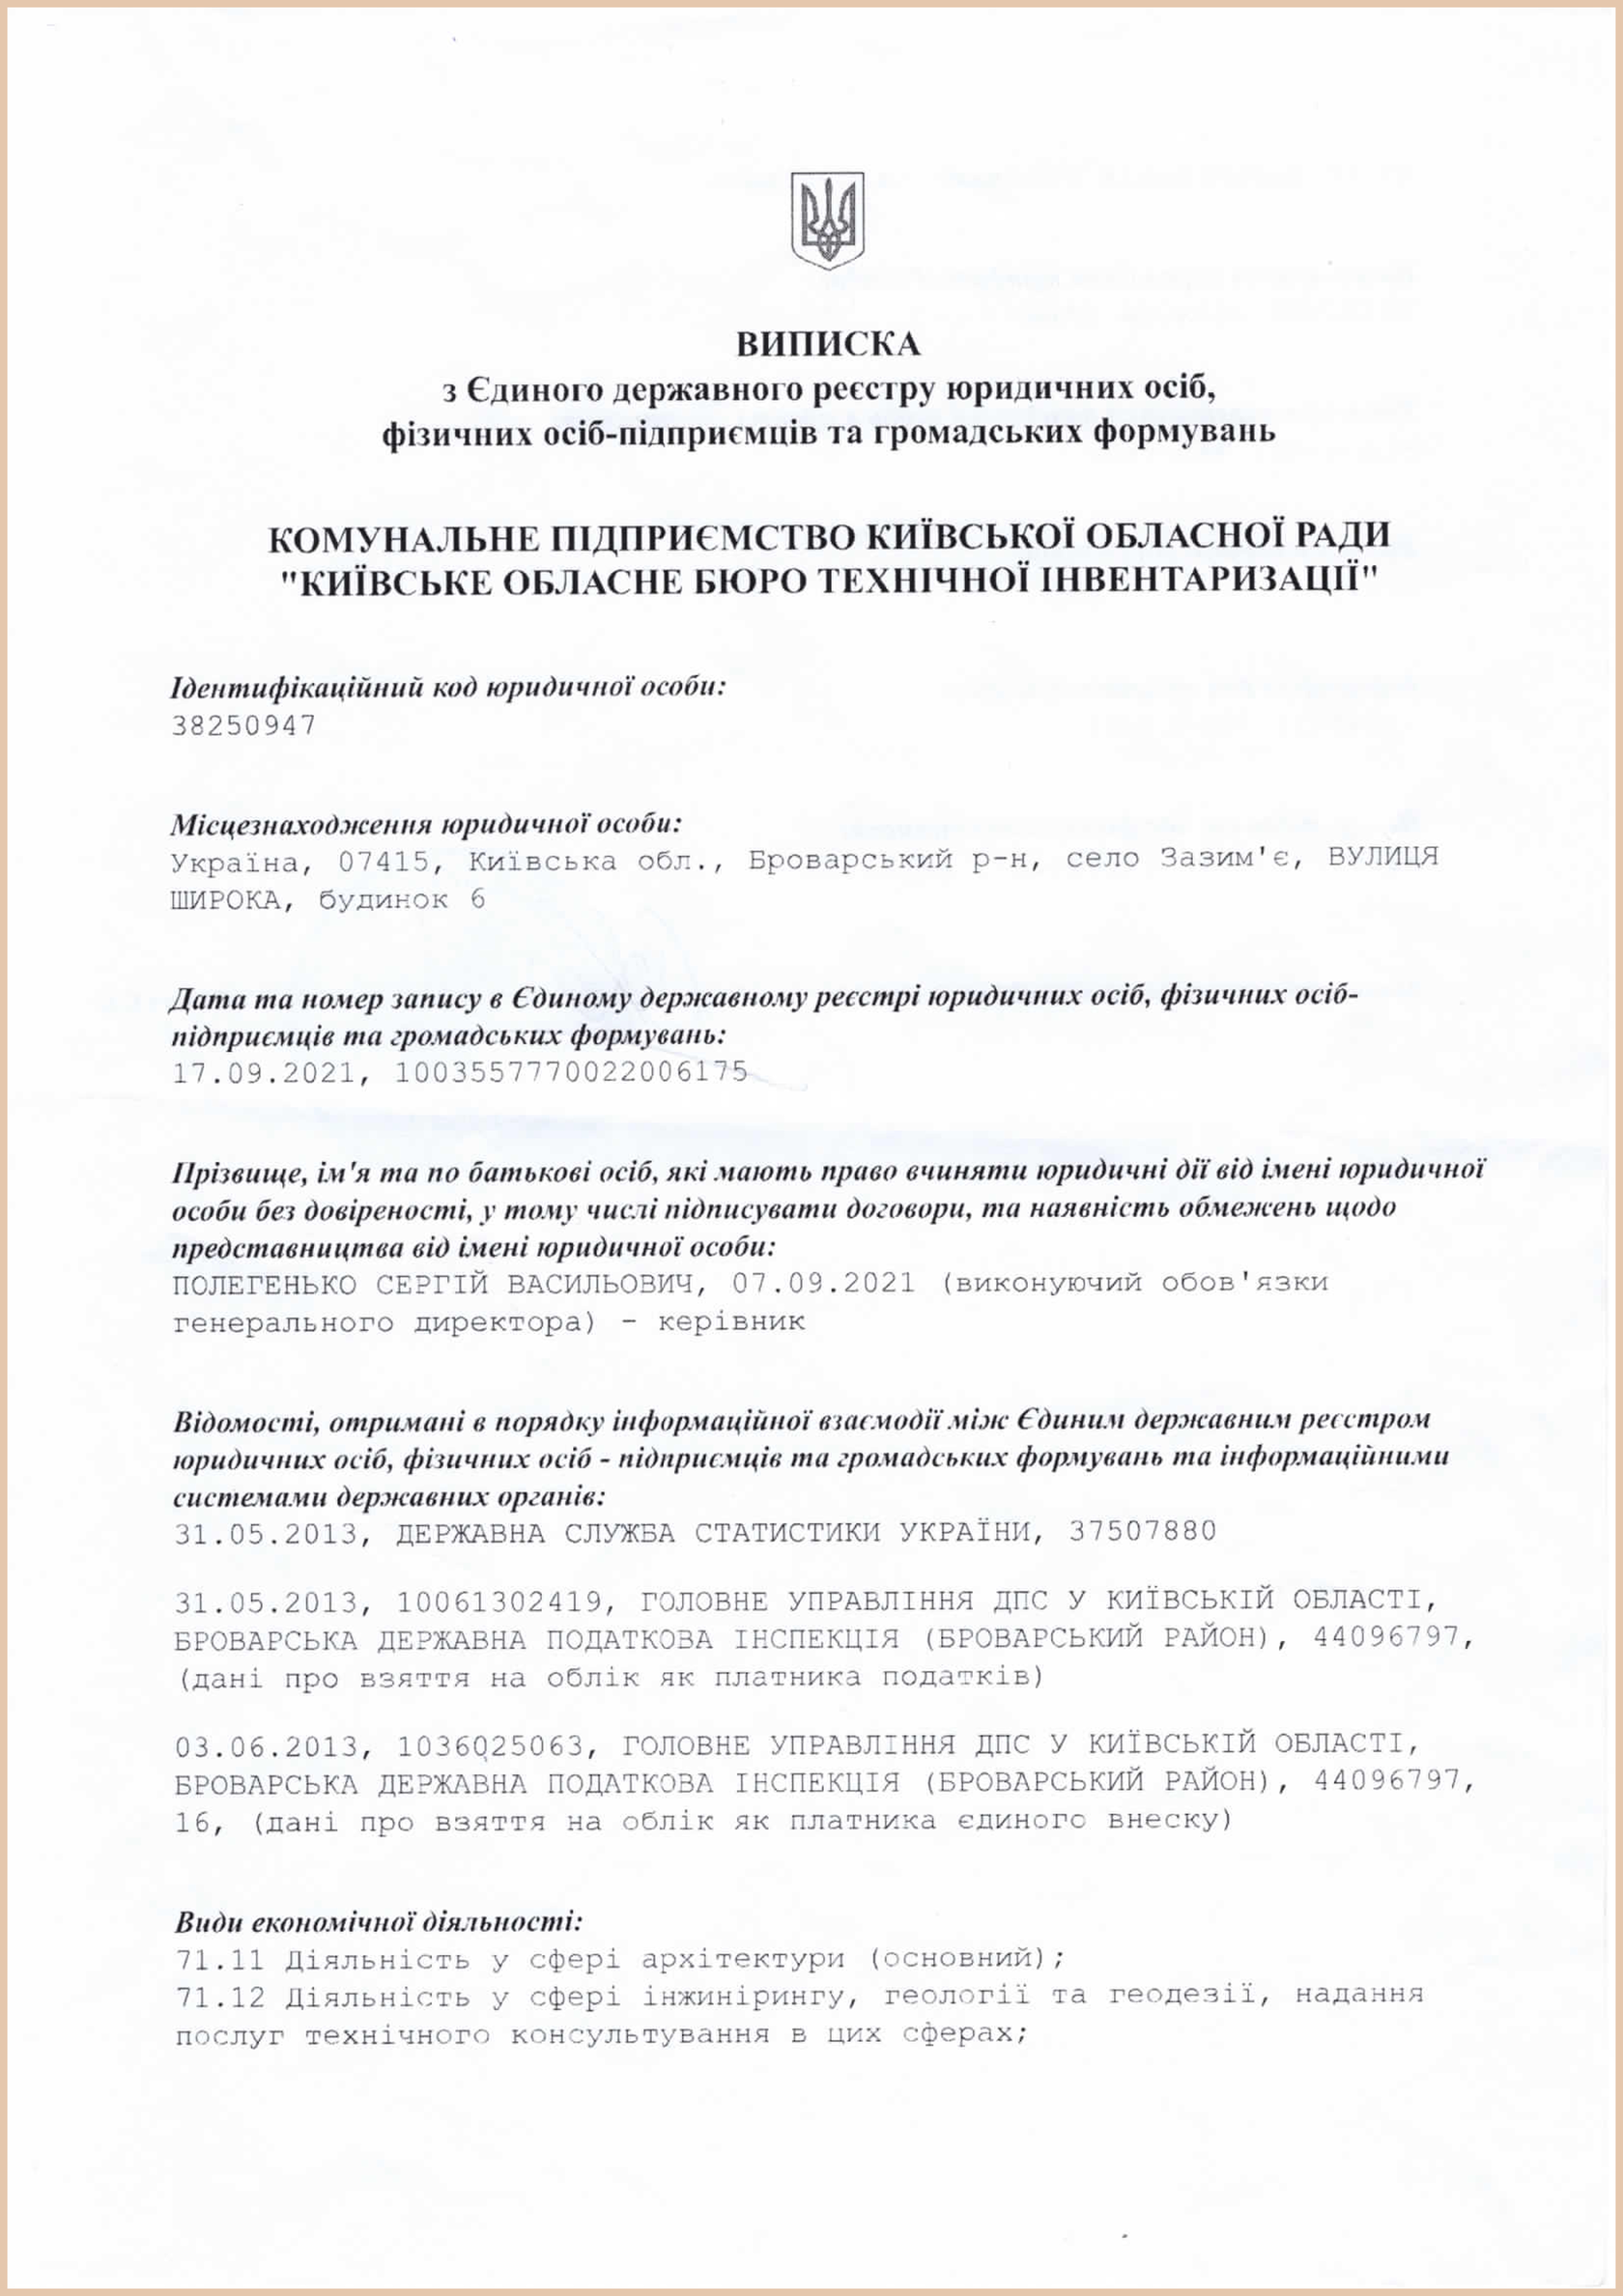 ВИПИСКА
з Єдиного державного реєстру юридичних осіб,
фізичних осіб-підприємців та громадських формувань
КОМУНАЛЬНЕ ПІДПРИЄМСТВО КИЇВСЬКОЇ ОБЛАСНОЇ РАДИ
"КИЇВСЬКЕ ОБЛАСНЕ БЮРО ТЕХНІЧНОЇ ІНВЕНТАРИЗАЦІЇ"
Ідентифікаційний код юридичної особи:
38250947
Місцезнаходження юридичної особи:
Україна, 07415, Київська обл., Броварський р-н, село Зазим'є, ВУЛИЦЯ
ШИРОКА, будинок 6
Дата та номер запису в Єдиному державному реєстрі юридичних осіб, фізичних осіб-
підприємців та громадських формувань:
17.09.2021, 1003557770022006175
Прізвище, ім'я та по батькові осіб, які мають право вчиняти юридичні дії від імені юридичної
особи без довіреності, у тому числі підписувати договори, та наявність обмежень щодо
представництва від імені юридичної особи:
ПОЛЕГЕНЬКО СЕРГІЙ ВАСИЛЬОВИЧ, 07.09.2021 (виконуючий обов'язки
генерального директора) - керівник
Відомості, отримані в порядку інформаційної взаємодії між Єдиним державним реєстром
юридичних осіб, фізичних осіб - підприємців та громадських формувань та інформаційними
системами державних органів:
31.05.2013, ДЕРЖАВНА СЛУЖБА СТАТИСТИКИ УКРАЇНИ, 37507880
31.05.2013, 10061302419, ГОЛОВНЕ УПРАВЛІННЯ ДПС У КИЇВСЬКІЙ ОБЛАСТІ,
БРОВАРСЬКА ДЕРЖАВНА ПОДАТКОВА ІНСПЕКЦІЯ (БРОВАРСЬКИЙ РАЙОН), 44096797,
(дані про взяття на облік як платника податків)
03.06.2013, 1036025063, ГОЛОВНЕ УПРАВЛІННЯ ДПС У КИЇВСЬКІЙ ОБЛАСТІ,
БРОВАРСЬКА ДЕРЖАВНА ПОДАТКОВА ІНСПЕКЦІЯ (БРОВАРСЬКИЙ РАЙОН), 44096797,
16, (дані про взяття на облік як платника єдиного внеску)
Види економічної діяльності:
71.11 Діяльність у сфері архітектури (основний);
71.12 Діяльність у сфері інжинірингу, геології та геодезії, надання
послуг технічного консультування в цих сферах;